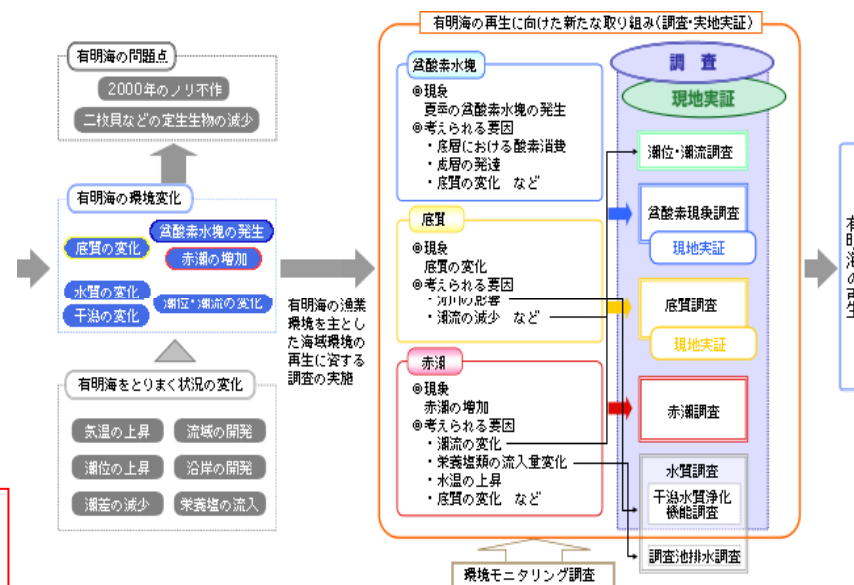 有明海の問題点
2000年のノリ不作
二枚貝などの定生生物の減少
有明海の環境変化
底質の変化
貧酸素水塊の発生
赤潮の増加
水質の変化
干潟の変化
潮位・潮流の変化
有明海をとりまく状況の変化
気温の上昇
流域の開発
潮位の上昇
沿岸の開発
潮差の減少
栄養塩の流入
有明海の漁業
環境を主とし
た海域環境の
再生に資する
調査の実施
有明海の再生に向けた新たな取り組み(調査・実地実証)
貧酸素水塊
◎現象
夏季の貧酸素水塊の発生
◎考えられる要因
・底層における酸素消費
・成層の発達
・底質の変化 など
底質
◎現象
底質の変化
◎考えられる要因
・河川の影響
・潮流の減少 など
赤潮
◎現象
赤潮の増加
◎考えられる要因
・潮流の変化
・栄養塩類の流入量変化
・水温の上昇
・底質の変化 など
調査
現地実証
潮位・潮流調査
貧酸素現象調査
現地実証
底質調査
現地実証
赤潮調査
水質調査
干潟水質浄化
機能調査
調査池排水調査
環境モニタリング調査
有明海の再生